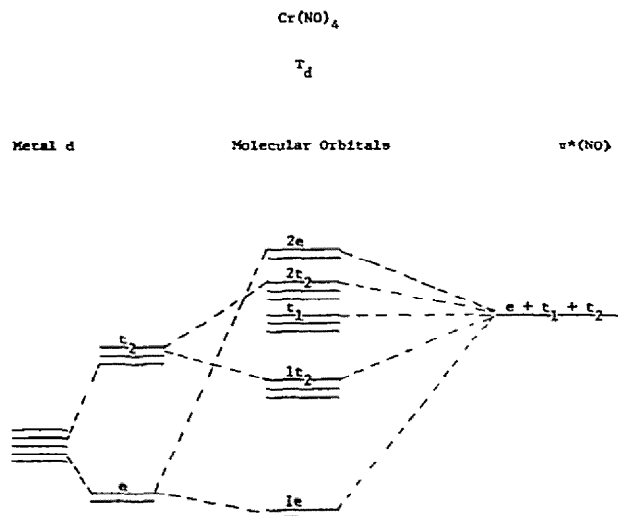 Cr(NO)4
Td
Metal d Molecular Orbitals π*(NO)
2e
2t2
t1
e + t1 + t2
t2
1t2
e
1e